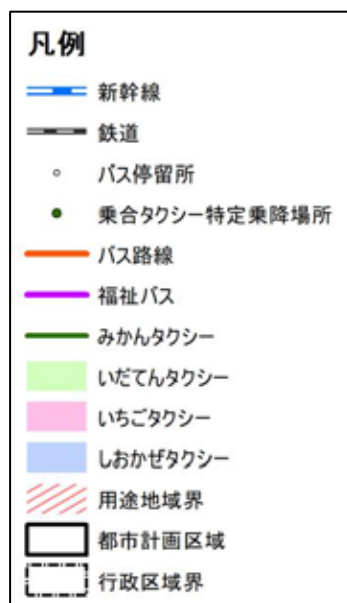 凡例
新幹線
鉄道
バス停留所
乗合タクシー特定乗降場所
バス路線
福祉バス
みかんタクシー
いだてんタクシー
いちごタクシー
しおかぜタクシー
用途地域界
都市計画区域
行政区域界